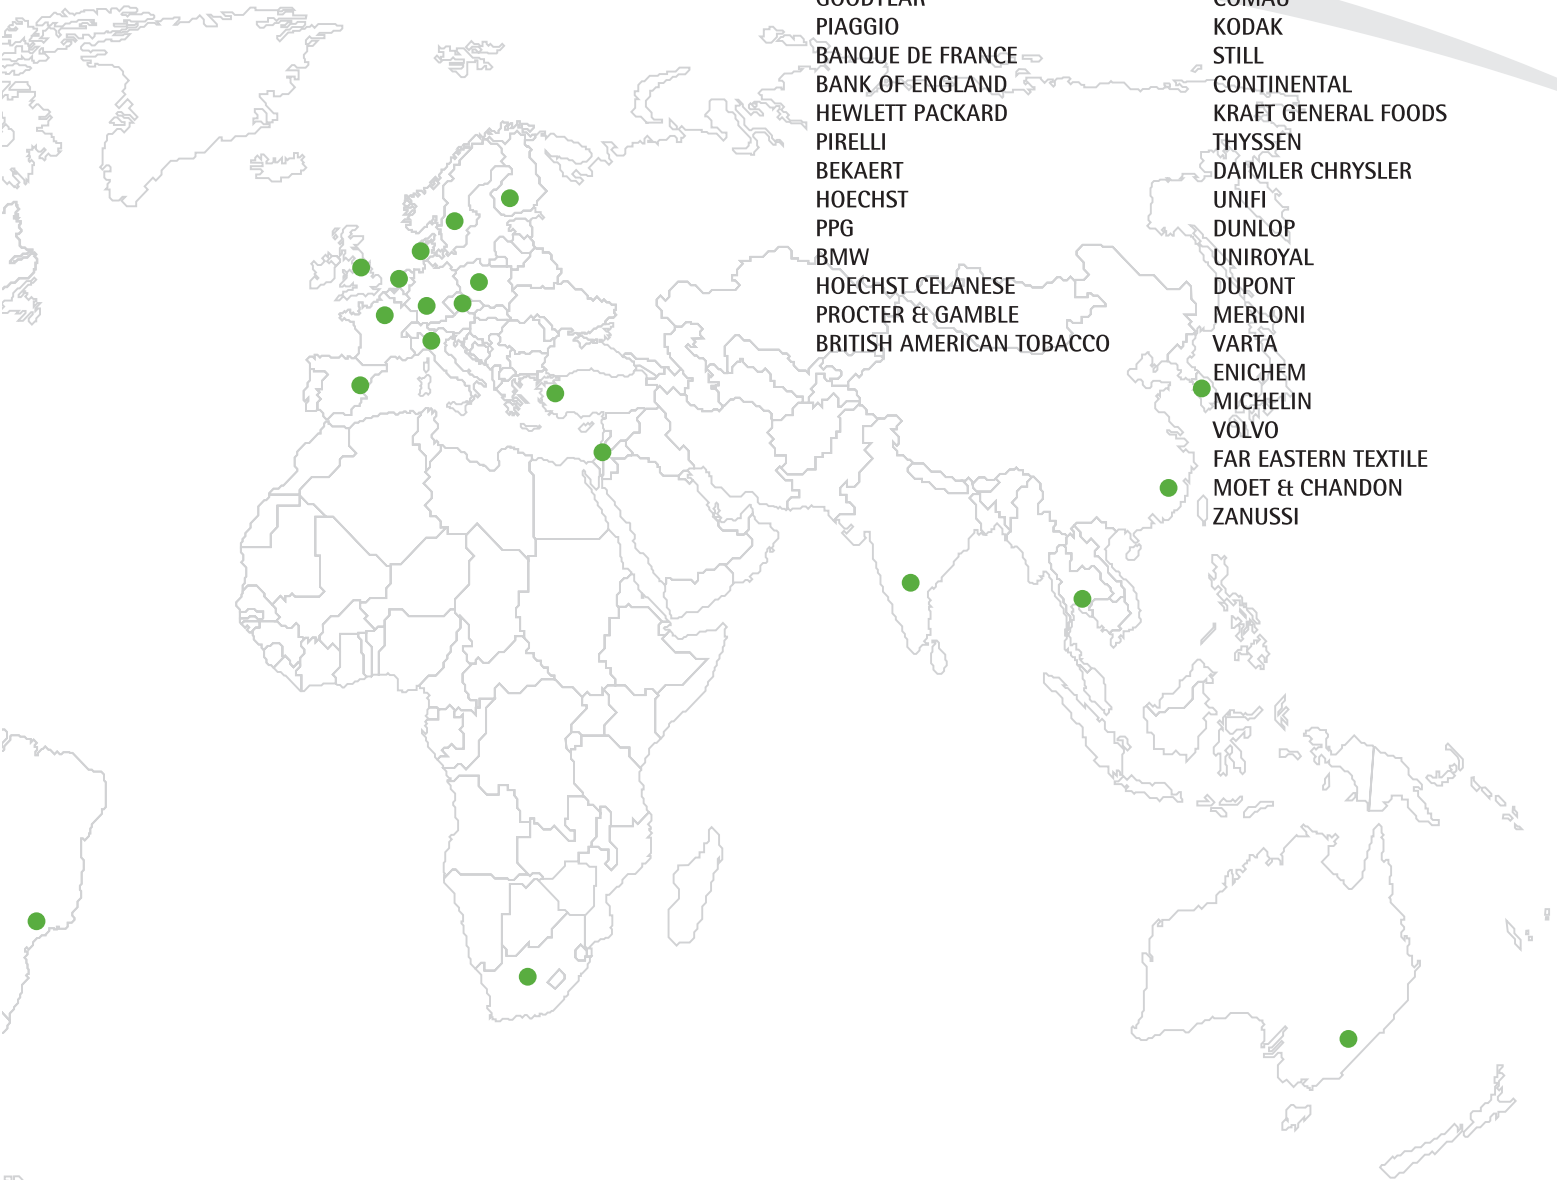 GOODYEAR
PIAGGIO
BANQUE DE FRANCE
BANK OF ENGLAND
HEWLETT PACKARD
PIRELLI
BEKAERT
HOECHST
PPG
BMW
HOECHST CELANESE
PROCTER & GAMBLE
BRITISH AMERICAN TOBACCO
COMAU
KODAK
STILL
CONTINENTAL
KRAFT GENERAL FOODS
THYSSEN
DAIMLER CHRYSLER
UNIFI
DUNLOP
UNIROYAL
DUPONT
MERLONI
VARTA
ENICHEM
MICHELIN
VOLVO
FAR EASTERN TEXTILE
MOET & CHANDON
ZANUSSI